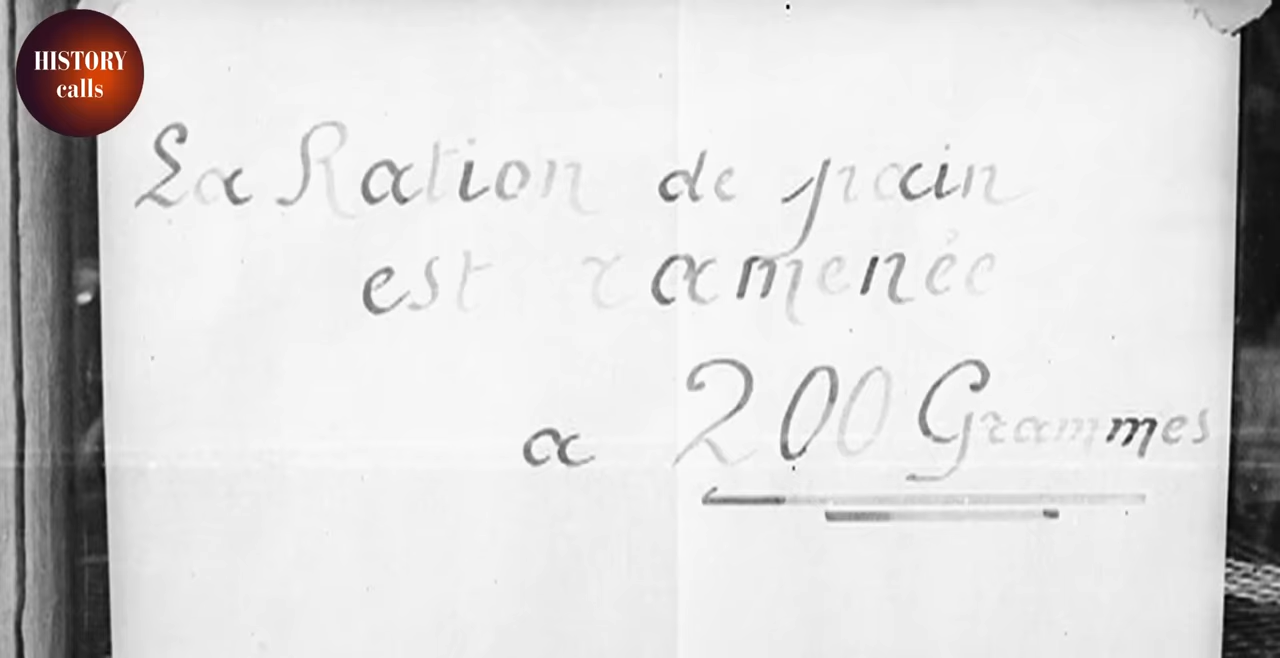 HISTORY
calls
La Ration de pain
est ramenée
a 200 Grammes